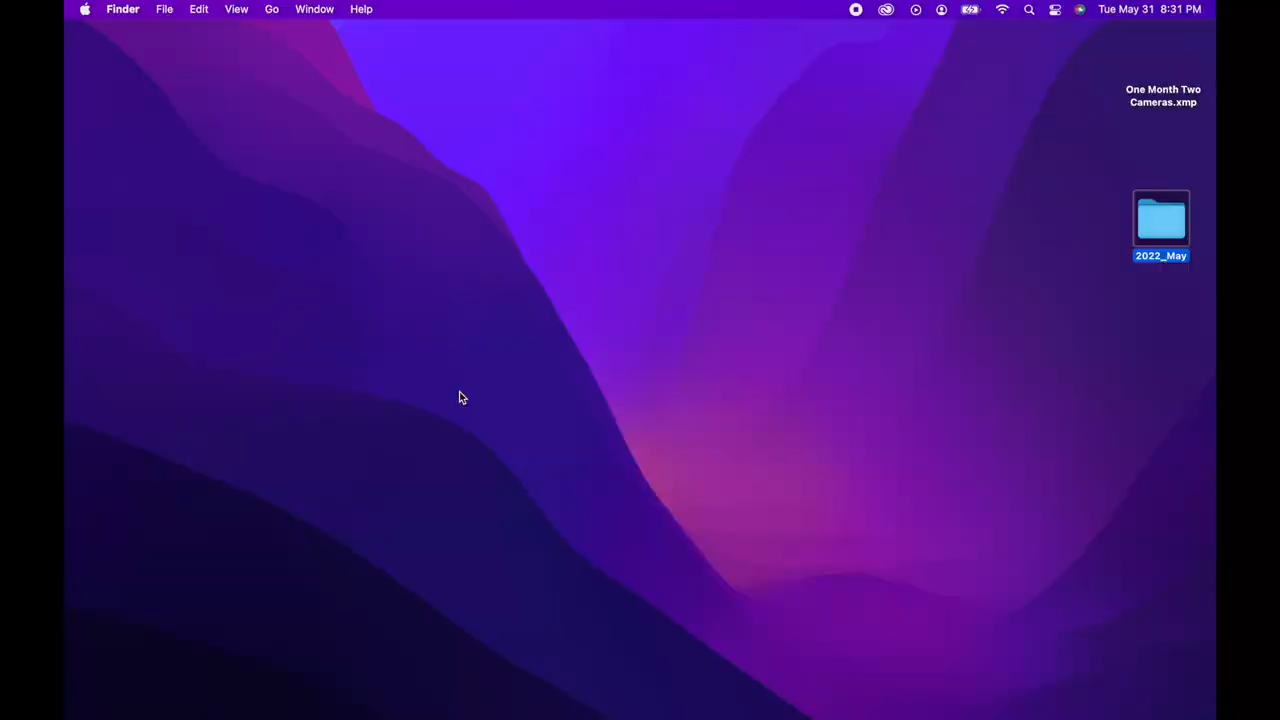 Finder File Edit View Go Window Help Tue May 31 8:31 PM
One Month Two
Cameras.xmp
2022_May